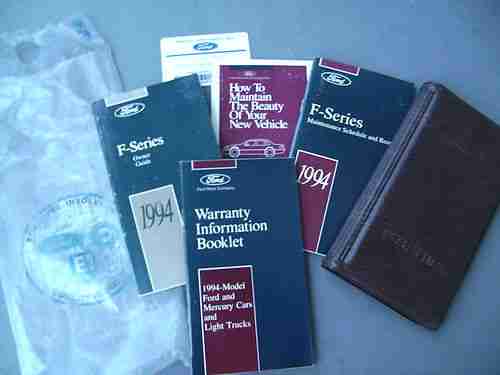 Ford
Ford
F-Series
Owner
Guide
1994
How To
Maintain
The Beauty
Of Your
New Vehicle
Ford
F-Series
Maintenance Schedule and
1994
Ford
Ford Motor Company
Warranty
Information
Booklet
1994-Model
Ford and
Mercury Cars
and
Light Trucks